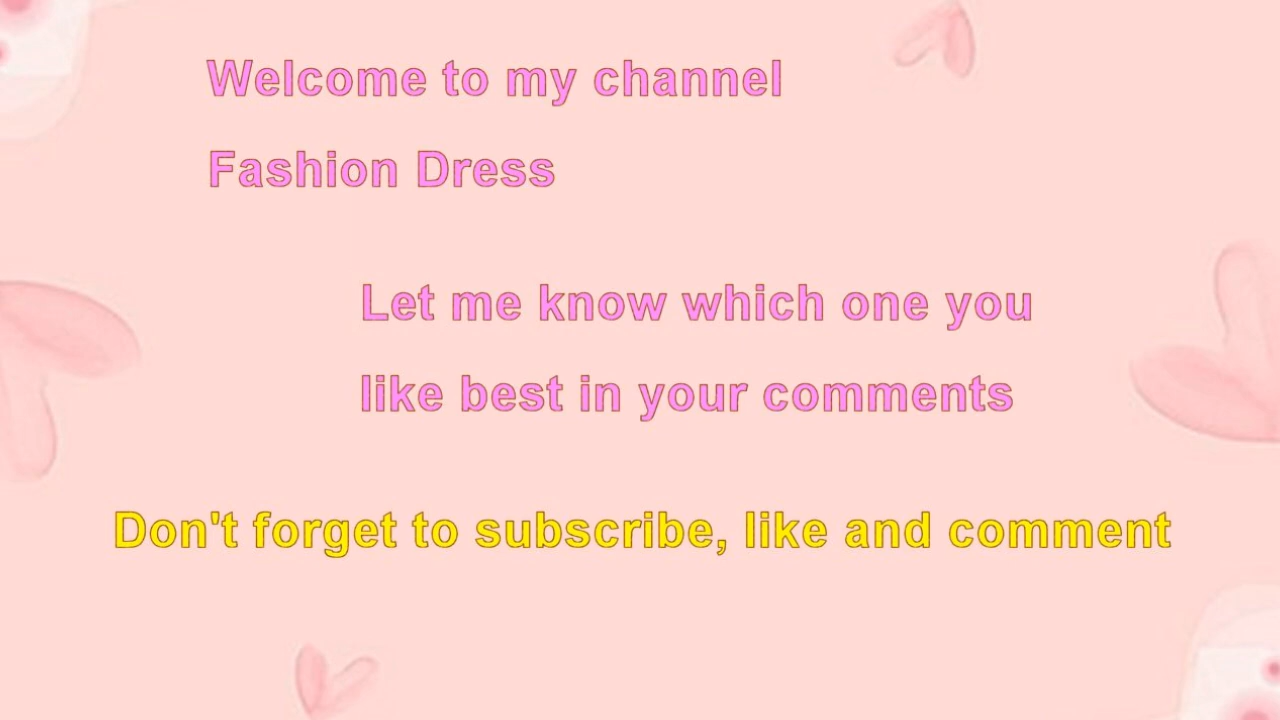 Welcome to my channel
Fashion Dress
Let me know which one you
like best in your comments
Don't forget to subscribe, like and comment